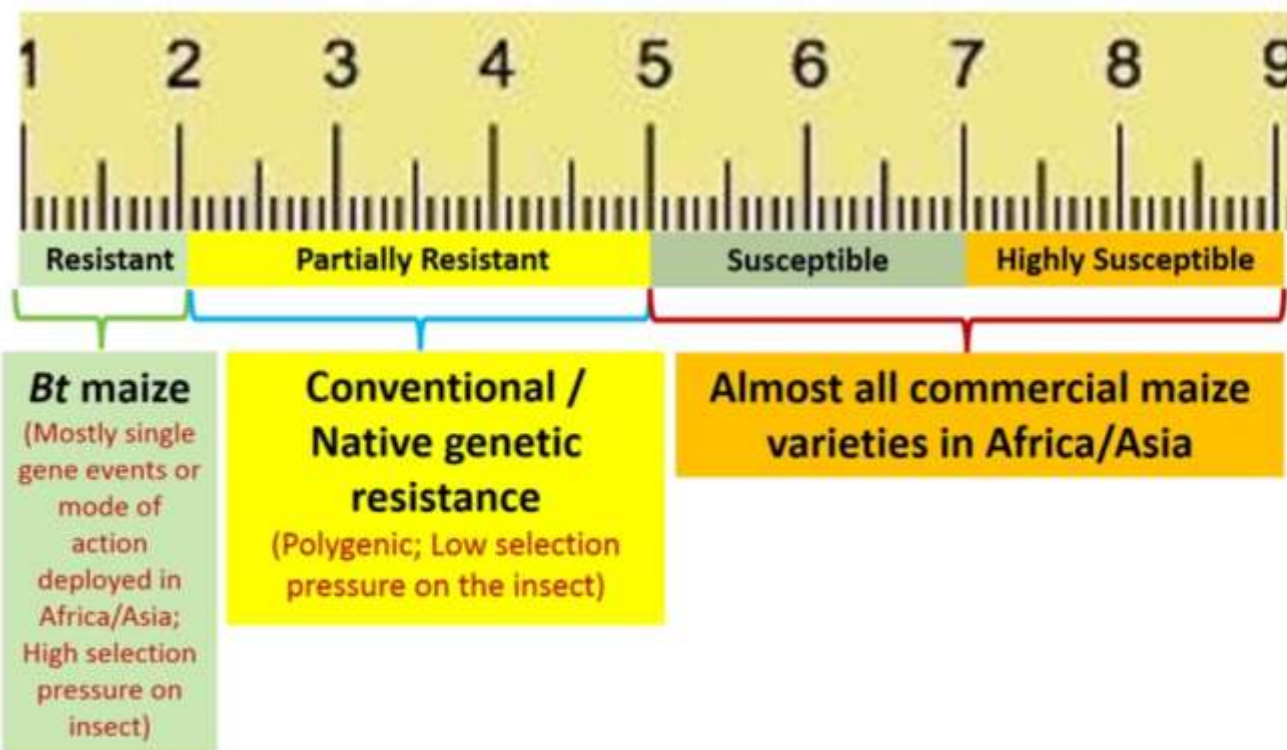 1 2 3 4 5 6 7 8 9
Resistant Partially Resistant Susceptible Highly Susceptible
Bt maize
(Mostly single
gene events or
mode of
action
deployed in
Africa/Asia;
High selection
pressure on
insect)
Conventional /
Native genetic
resistance
(Polygenic; Low selection
pressure on the insect)
Almost all commercial maize
varieties in Africa/Asia